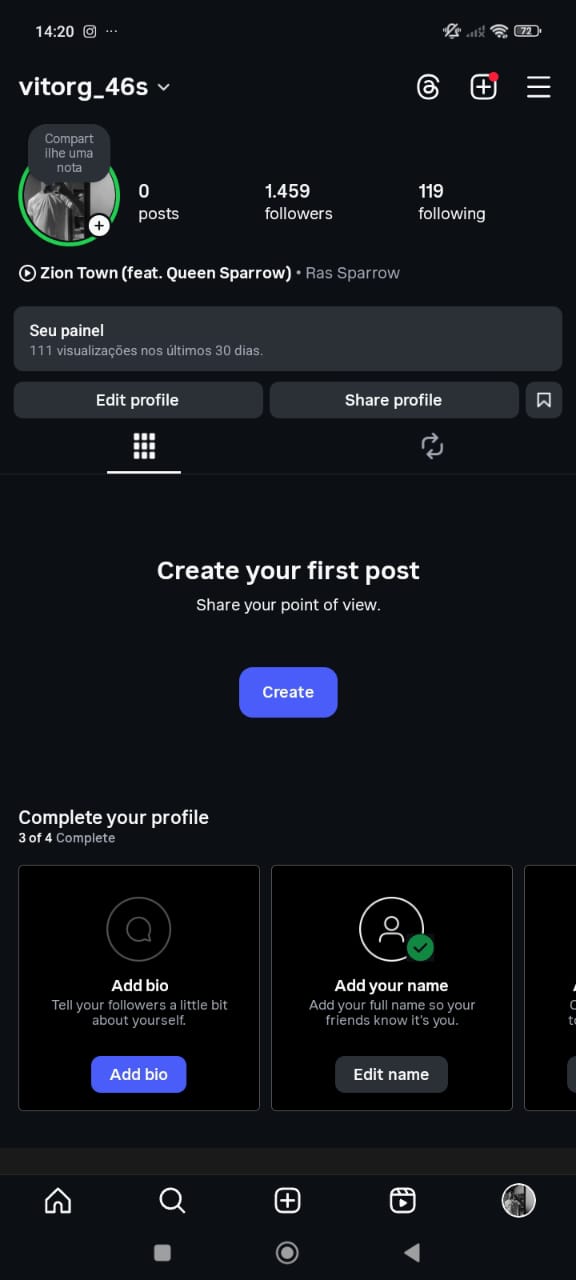 14:20
72
vitorg_46s
Compart
ilhe uma
nota
0
posts
1.459
followers
119
following
Zion Town (feat. Queen Sparrow) • Ras Sparrow
Seu painel
111 visualizações nos últimos 30 dias.
Edit profile
Share profile
Create your first post
Share your point of view.
Create
Complete your profile
3 of 4 Complete
Add bio
Tell your followers a little bit
about yourself.
Add bio
Add your name
Add your full name so your
friends know it's you.
Edit name